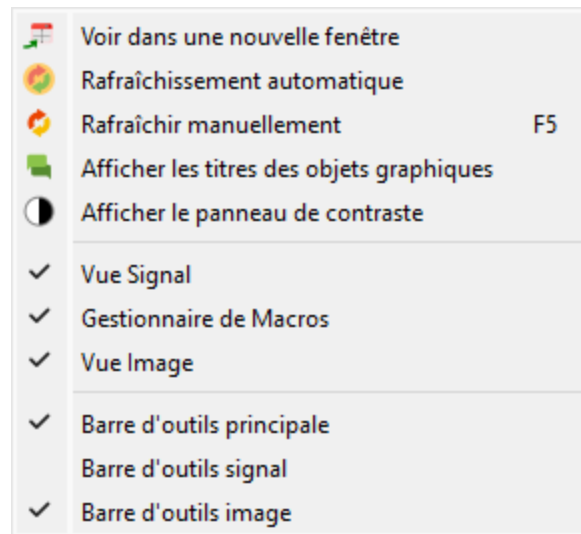 Voir dans une nouvelle fenêtre
Rafraîchissement automatique
Rafraîchir manuellement F5
Afficher les titres des objets graphiques
Afficher le panneau de contraste
Vue Signal
Gestionnaire de Macros
Vue Image
Barre d'outils principale
Barre d'outils signal
Barre d'outils image